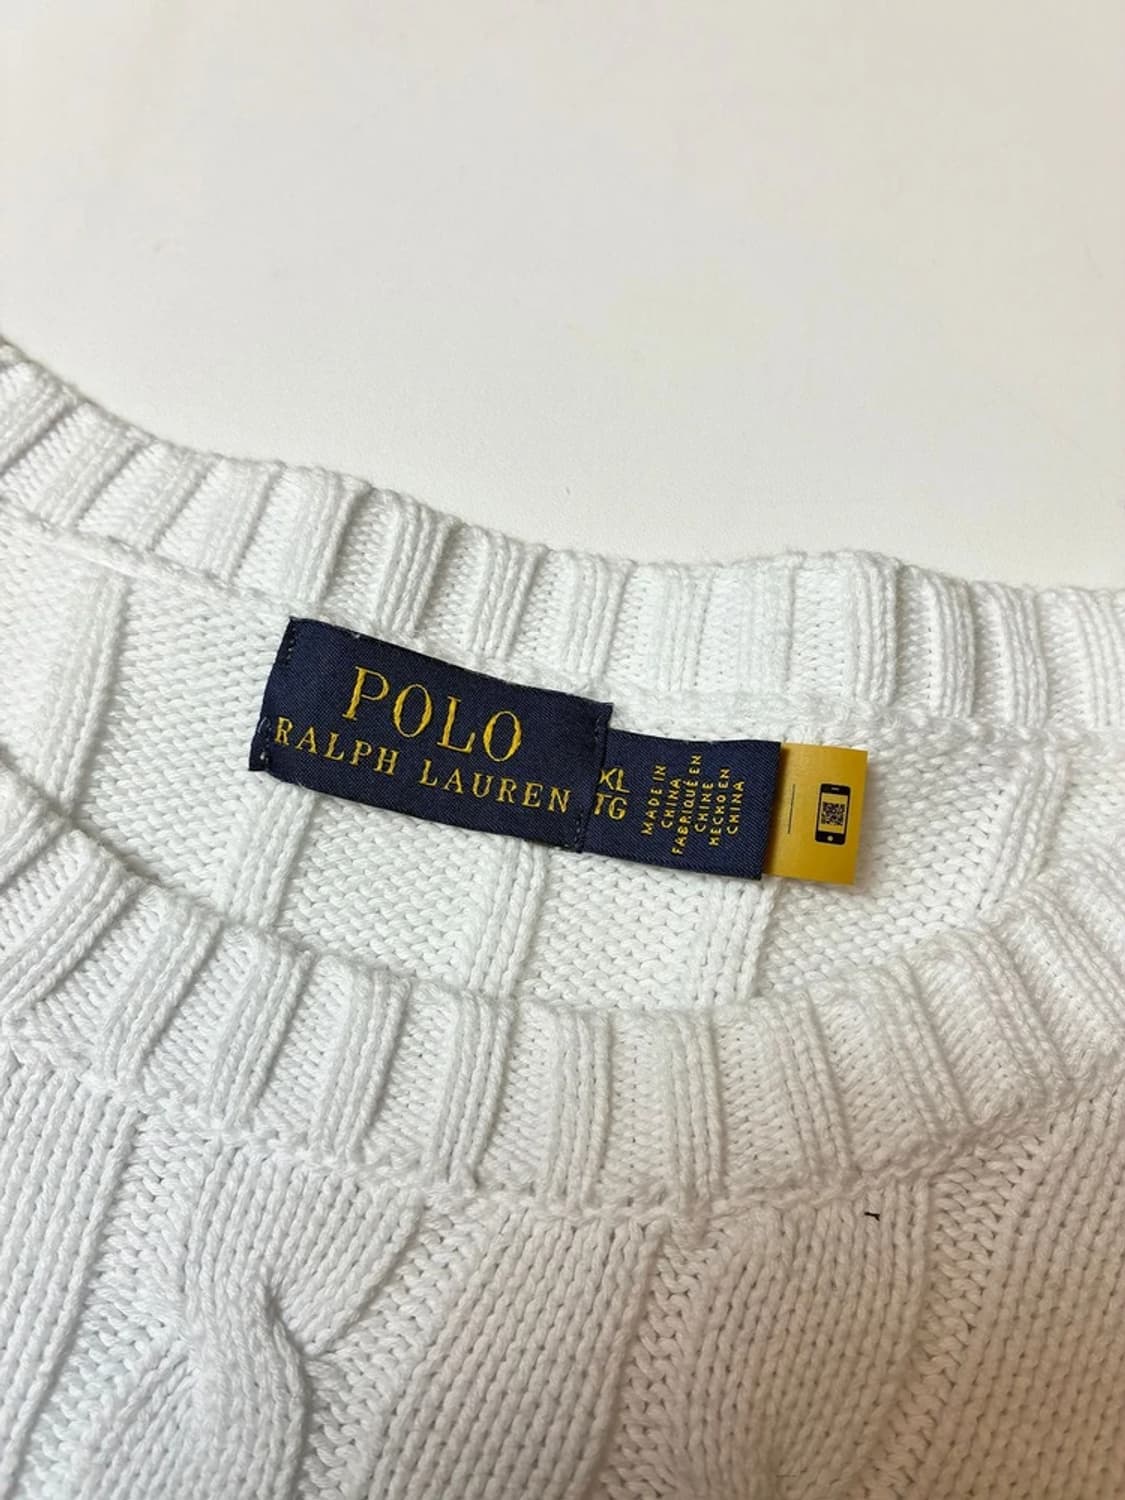 POLO
RALPH LAUREN
XL
TG
MADE IN
CHINA
FABRIQUÉ EN
CHINE
HECHO EN
CHINA